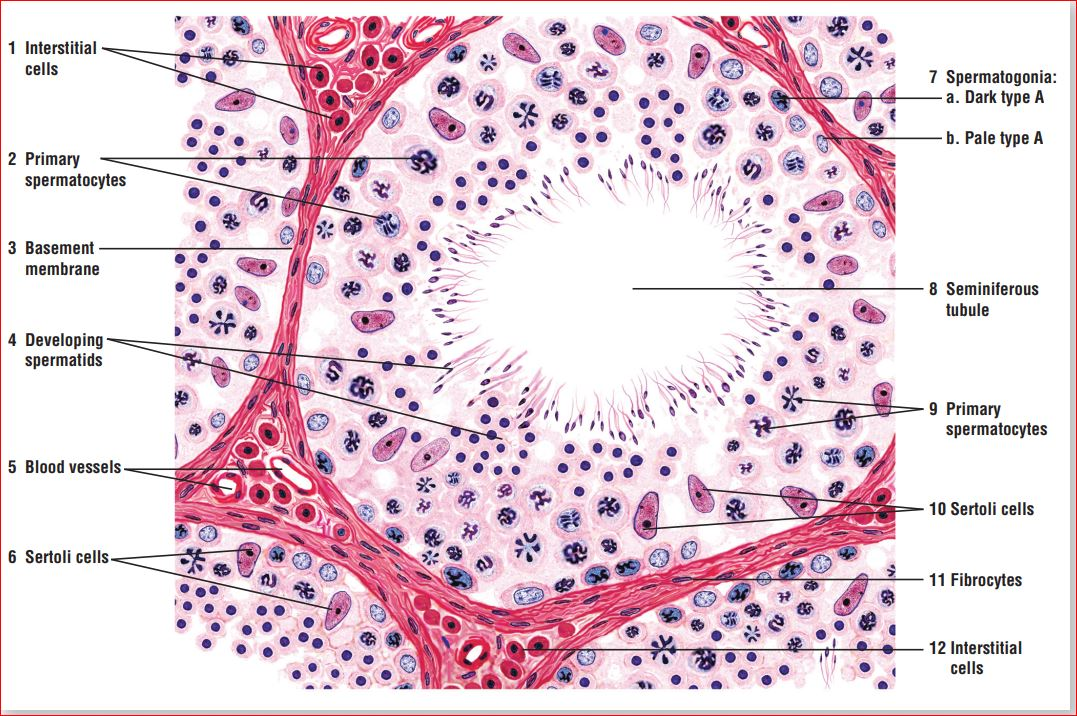 1 Interstitial
cells
2 Primary
spermatocytes
3 Basement
membrane
4 Developing
spermatids
5 Blood vessels
6 Sertoli cells
7 Spermatogonia:
a. Dark type A
b. Pale type A
8 Seminiferous
tubule
9 Primary
spermatocytes
10 Sertoli cells
11 Fibrocytes
12 Interstitial
cells